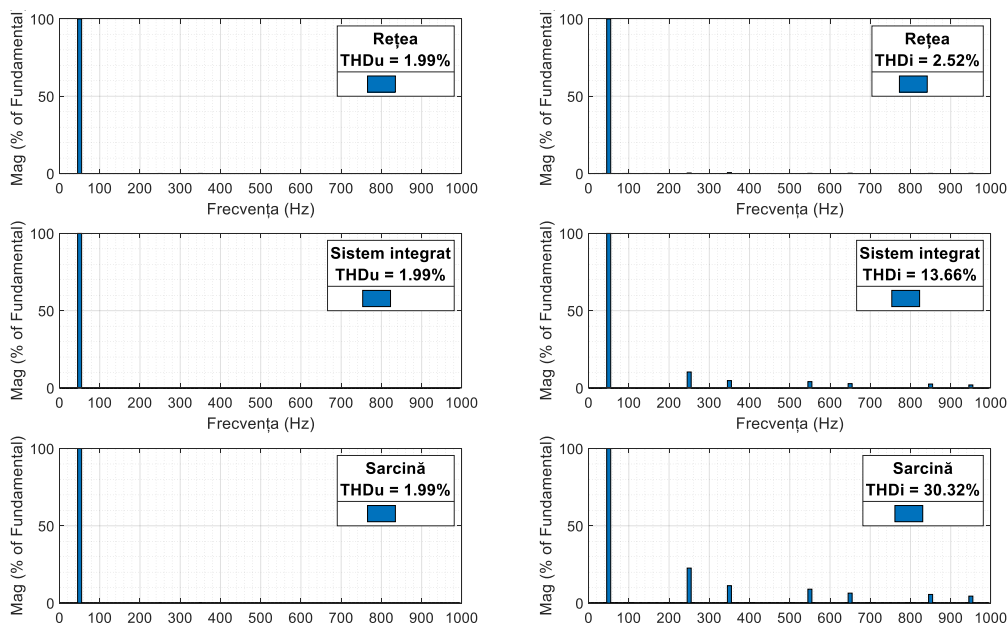 Mag (% of Fundamental)
100
50
0
Rețea
THDu = 1.99%
0 100 200 300 400 500 600 700 800 900 1000
Frecvența (Hz)
Mag (% of Fundamental)
100
50
0
Rețea
THDi = 2.52%
0 100 200 300 400 500 600 700 800 900 1000
Frecvența (Hz)
Mag (% of Fundamental)
100
50
0
Sistem integrat
THDu = 1.99%
0 100 200 300 400 500 600 700 800 900 1000
Frecvența (Hz)
Mag (% of Fundamental)
100
50
0
Sistem integrat
THDi = 13.66%
0 100 200 300 400 500 600 700 800 900 1000
Frecvența (Hz)
Mag (% of Fundamental)
100
50
0
Sarcină
THDu = 1.99%
0 100 200 300 400 500 600 700 800 900 1000
Mag (% of Fundamental)
100
50
0
Sarcină
THDi = 30.32%
0 100 200 300 400 500 600 700 800 900 1000